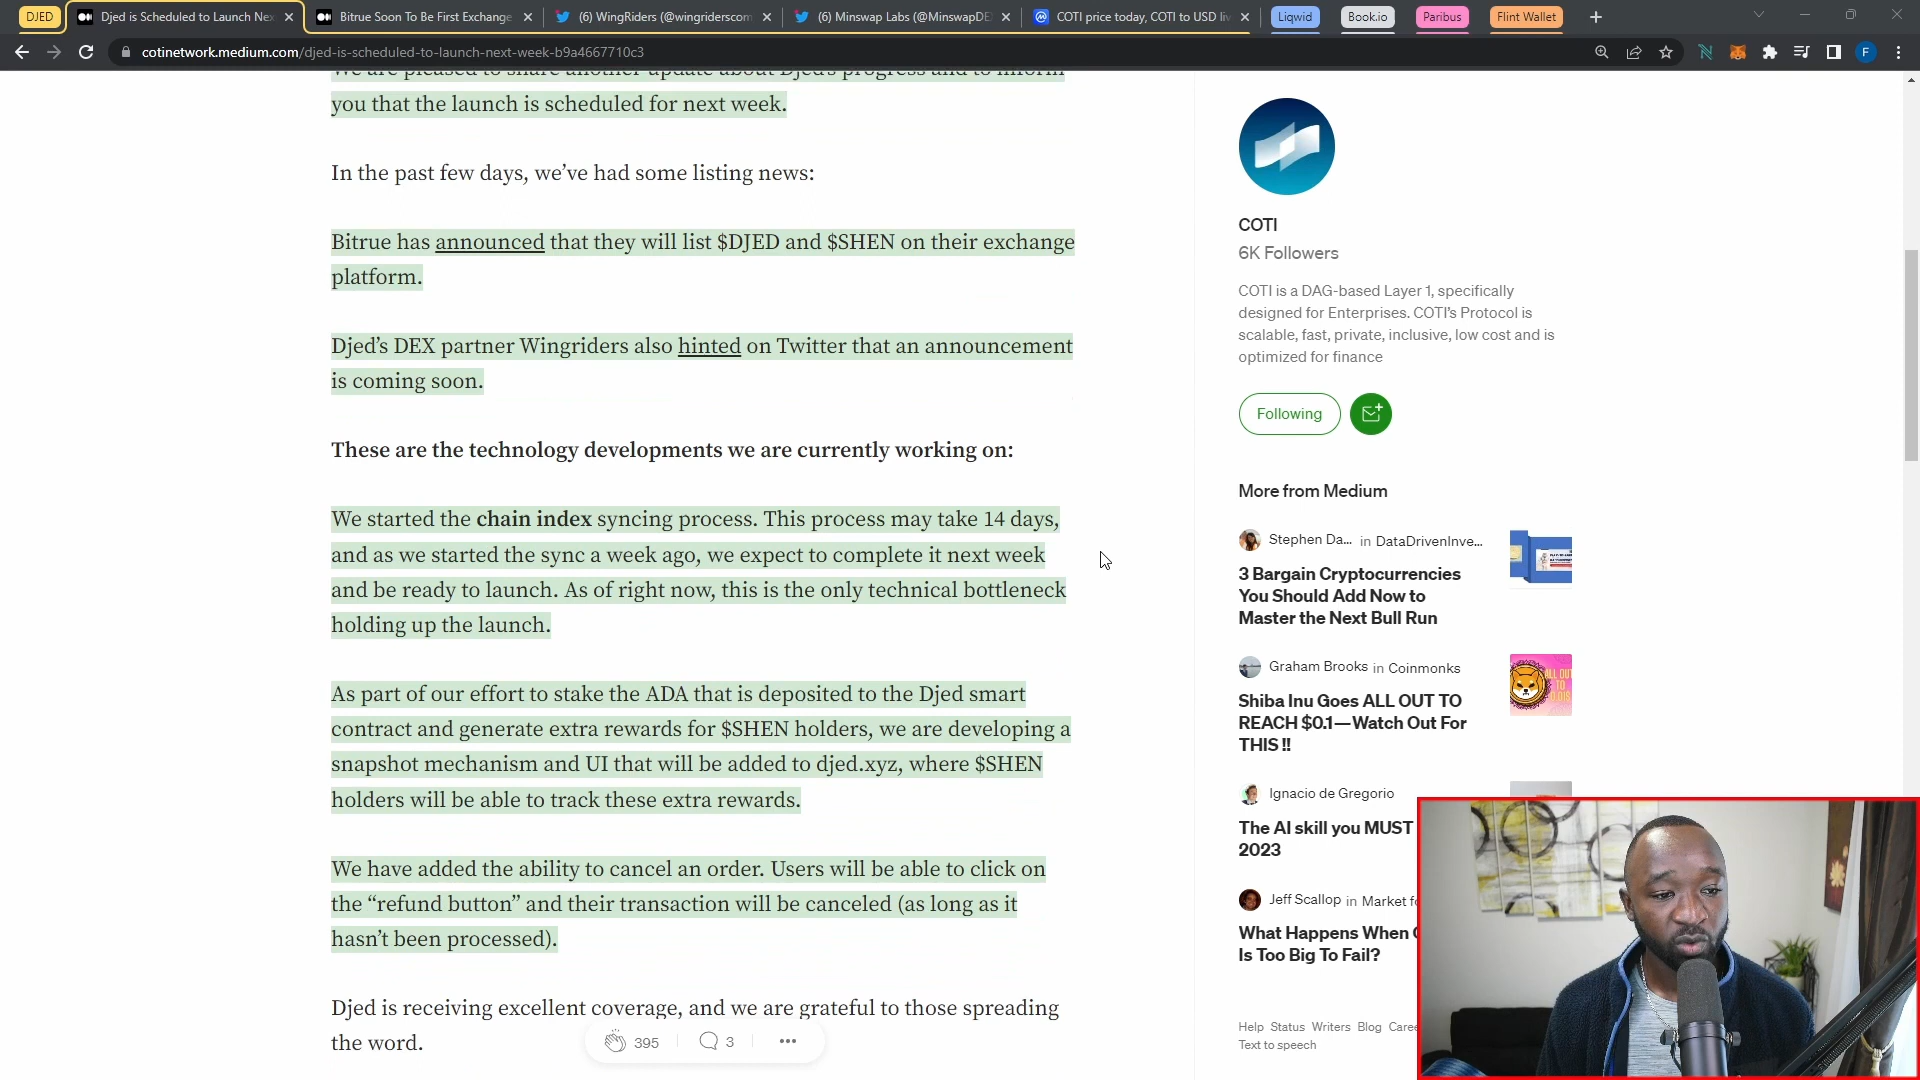 DJED
Djed is Scheduled to Launch Nex
Bitrue Soon To Be First Exchange
(6) WingRiders (@wingriderscom
(6) Minswap Labs (@MinswapDE
COTI price today, COTI to USD liv
Liqwid
Book.io
Paribus
Flint Wallet
cotinetwork.medium.com/djed-is-scheduled-to-launch-next-week-b9a4667710c3
F
We are pleased to share another update about Djed's progress and to inform
you that the launch is scheduled for next week.
In the past few days, we've had some listing news:
Bitrue has announced that they will list $DJED and $SHEN on their exchange
platform.
Djed's DEX partner Wingriders also hinted on Twitter that an announcement
is coming soon.
These are the technology developments we are currently working on:
We started the chain index syncing process. This process may take 14 days,
and as we started the sync a week ago, we expect to complete it next week
and be ready to launch. As of right now, this is the only technical bottleneck
holding up the launch.
As part of our effort to stake the ADA that is deposited to the Djed smart
contract and generate extra rewards for $SHEN holders, we are developing a
snapshot mechanism and UI that will be added to djed.xyz, where $SHEN
holders will be able to track these extra rewards.
We have added the ability to cancel an order. Users will be able to click on
the “refund button” and their transaction will be canceled (as long as it
hasn't been processed).
Djed is receiving excellent coverage, and we are grateful to those spreading
the word.
395
3
COTI
6K Followers
COTI is a DAG-based Layer 1, specifically
designed for Enterprises. COTI's Protocol is
scalable, fast, private, inclusive, low cost and is
optimized for finance
Following
More from Medium
Stephen Da... in DataDrivenInve...
3 Bargain Cryptocurrencies
You Should Add Now to
Master the Next Bull Run
Graham Brooks in Coinmonks
Shiba Inu Goes ALL OUT TO
REACH $0.1—Watch Out For
THIS !!
Ignacio de Gregorio
The AI skill you MUST
2023
Jeff Scallop in Market fo
What Happens When
Is Too Big To Fail?
Help Status Writers Blog Caree
Text to speech